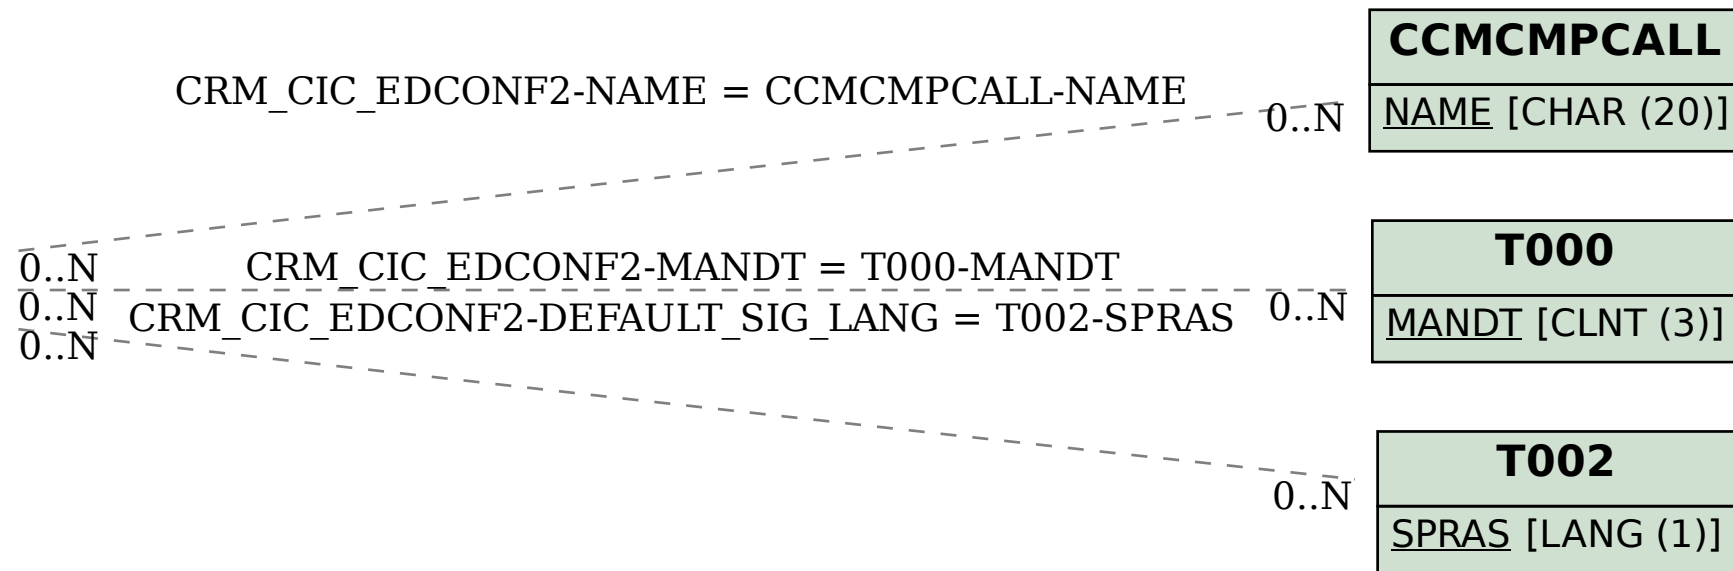 CCMCMPCALL
CRM_CIC_EDCONF2-NAME = CCMCMPCALL-NAME
0..N
NAME [CHAR (20)]
T000
0..N
CRM_CIC_EDCONF2-MANDT = T000-MANDT
0..N
CRM_CIC_EDCONF2-DEFAULT_SIG_LANG = T002-SPRAS
0..N
MANDT [CLNT (3)]
0..N
T002
0..N
SPRAS [LANG (1)]